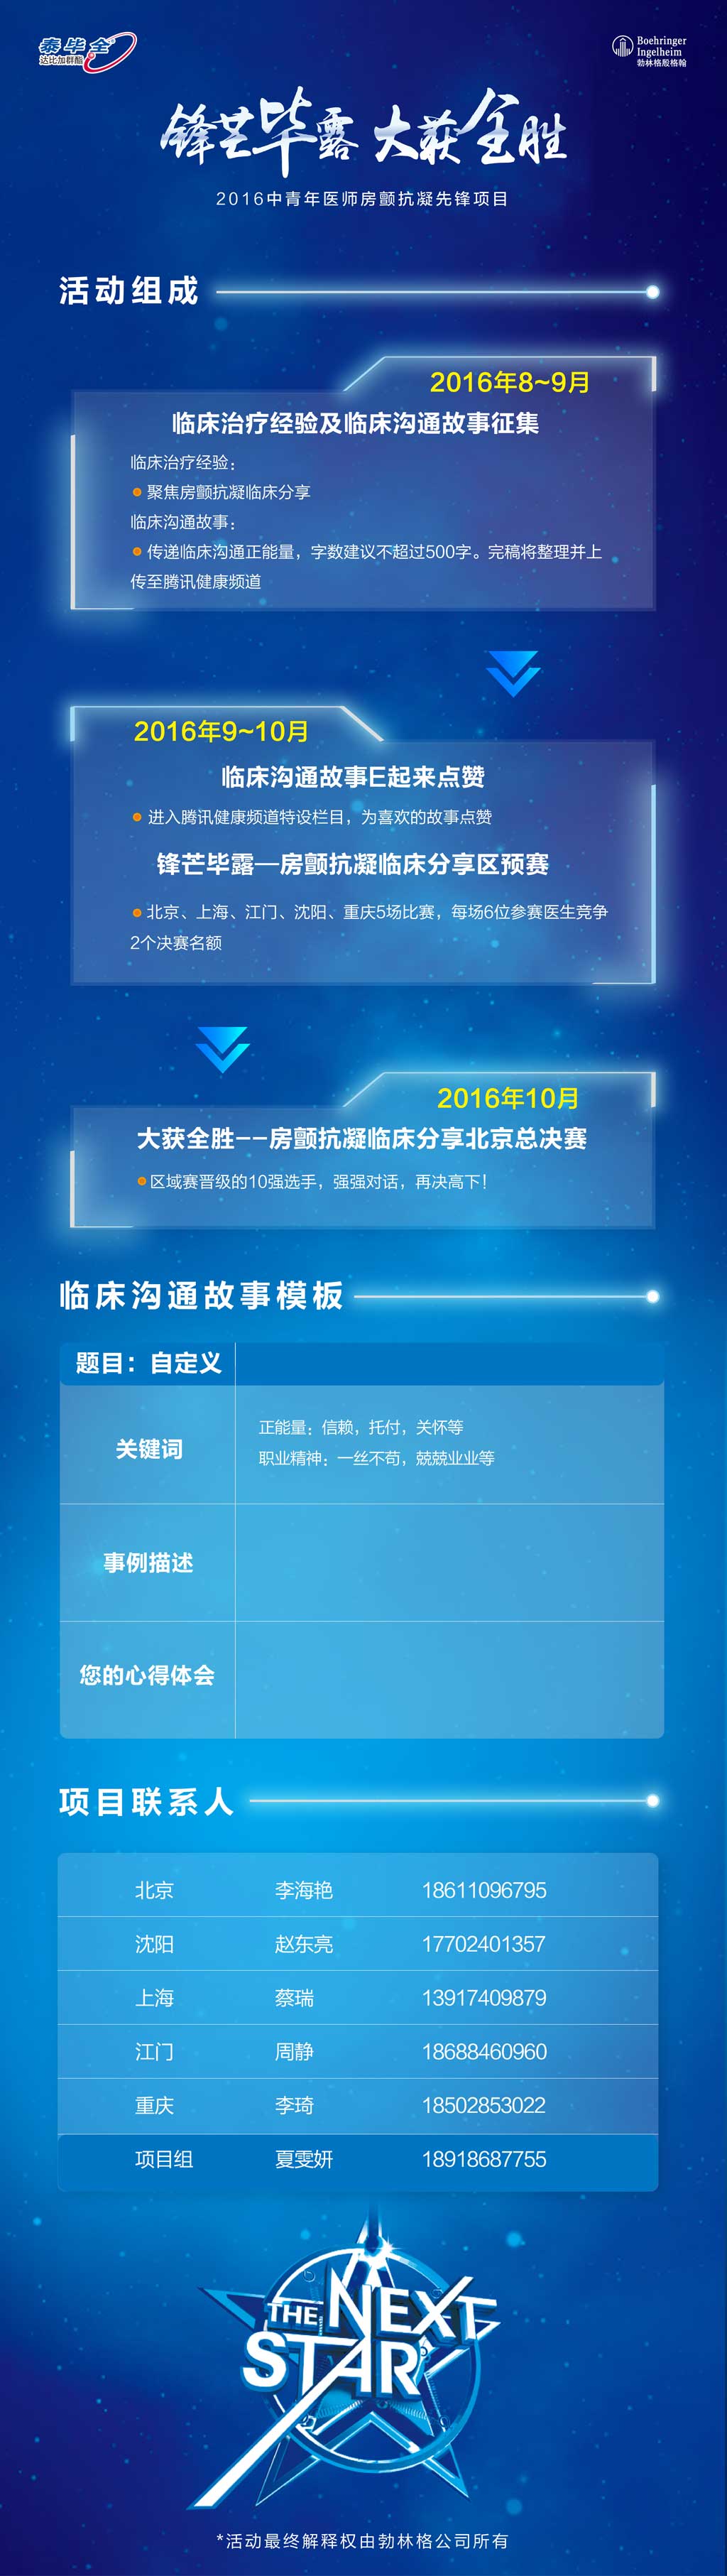 泰毕全
达比加群酯
Boehringer
Ingelheim
勃林格殷格翰
锋芒毕露 大获全胜
2016中青年医师房颤抗凝先锋项目
活动组成
2016年8~9月
临床治疗经验及临床沟通故事征集
临床治疗经验：
聚焦房颤抗凝临床分享
临床沟通故事：
传递临床沟通正能量，字数建议不超过500字。完稿将整理并上
传至腾讯健康频道
2016年9~10月
临床沟通故事E起来点赞
进入腾讯健康频道特设栏目，为喜欢的故事点赞
锋芒毕露—房颤抗凝临床分享区预赛
北京、上海、江门、沈阳、重庆5场比赛，每场6位参赛医生竞争
2个决赛名额
2016年10月
大获全胜--房颤抗凝临床分享北京总决赛
区域赛晋级的10强选手，强强对话，再决高下！
临床沟通故事模板
题目：自定义
关键词
正能量：信赖，托付，关怀等
职业精神：一丝不苟，兢兢业业等
事例描述
您的心得体会
项目联系人
北京 李海艳 18611096795
沈阳 赵东亮 17702401357
上海 蔡瑞 13917409879
江门 周静 18688460960
重庆 李琦 18502853022
项目组 夏雯妍 18918687755
THE NEXT
STAR
*活动最终解释权由勃林格公司所有